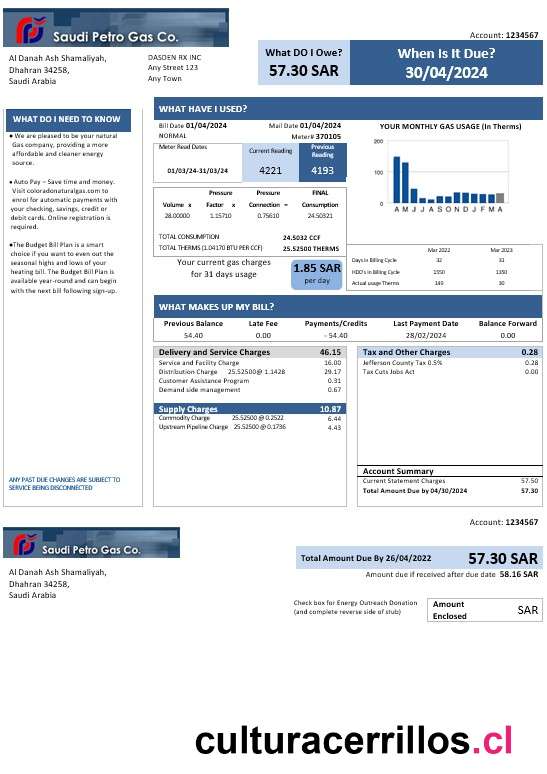 Saudi Petro Gas Co.
Account: 1234567
Al Danah Ash Shamaliyah,
Dhahran 34258,
Saudi Arabia
DASDEN RX INC
Any Street 123
Any Town
What DO I Owe?
57.30 SAR
When Is It Due?
30/04/2024
WHAT DO I NEED TO KNOW
• We are pleased to be your natural
Gas company, providing a more
affordable and cleaner energy
source.
• Auto Pay – Save time and money.
Visit coloradonaturalgas.com to
enrol for automatic payments with
your checking, savings, credit or
debit cards. Online registration is
required.
•The Budget Bill Plan is a smart
choice if you want to even out the
seasonal highs and lows of your
heating bill. The Budget Bill Plan is
available year-round and can begin
with the next bill following sign-up.
ANY PAST DUE CHANGES ARE SUBJECT TO
SERVICE BEING DISCONNECTED
WHAT HAVE I USED?
Bill Date 01/04/2024 Mail Date 01/04/2024
NORMAL Meter# 370105
Meter Read Dates Current Reading Previous Reading
01/03/24-31/03/24 4221 4193
Pressure Pressure FINAL
Volume x Factor x Connection = Consumption
28.00000 1.15710 0.75610 24.50321
TOTAL CONSUMPTION 24.5032 CCF
TOTAL THERMS (1.04170 BTU PER CCF) 25.52500 THERMS
Your current gas charges
for 31 days usage
1.85 SAR
per day
YOUR MONTHLY GAS USAGE (In Therms)
200
100
0
A M J J A S O N D J F M A
Mar 2022 Mar 2023
Days in Billing Cycle 32 31
HDD's in Billing Cycle 1350 1350
Actual usage Therms 149 30
WHAT MAKES UP MY BILL?
Previous Balance Late Fee Payments/Credits Last Payment Date Balance Forward
54.40 0.00 - 54.40 28/02/2024 0.00
Delivery and Service Charges 46.15
Service and Facility Charge 16.00
Distribution Charge 25.52500@ 1.1428 29.17
Customer Assistance Program 0.31
Demand side management 0.67
Supply Charges 10.87
Commodity Charge 25.52500 @ 0.2522 6.44
Upstream Pipeline Charge 25.52500 @ 0.1736 4.43
Tax and Other Charges 0.28
Jefferson County Tax 0.5% 0.28
Tax Cuts Jobs Act 0.00
Account Summary
Current Statement Charges 57.50
Total Amount Due by 04/30/2024 57.30
Account: 1234567
Saudi Petro Gas Co.
Al Danah Ash Shamaliyah,
Dhahran 34258,
Saudi Arabia
Total Amount Due By 26/04/2022 57.30 SAR
Amount due if received after due date 58.16 SAR
Check box for Energy Outreach Donation
(and complete reverse side of stub)
Amount
Enclosed
SAR
culturacerrillos.cl